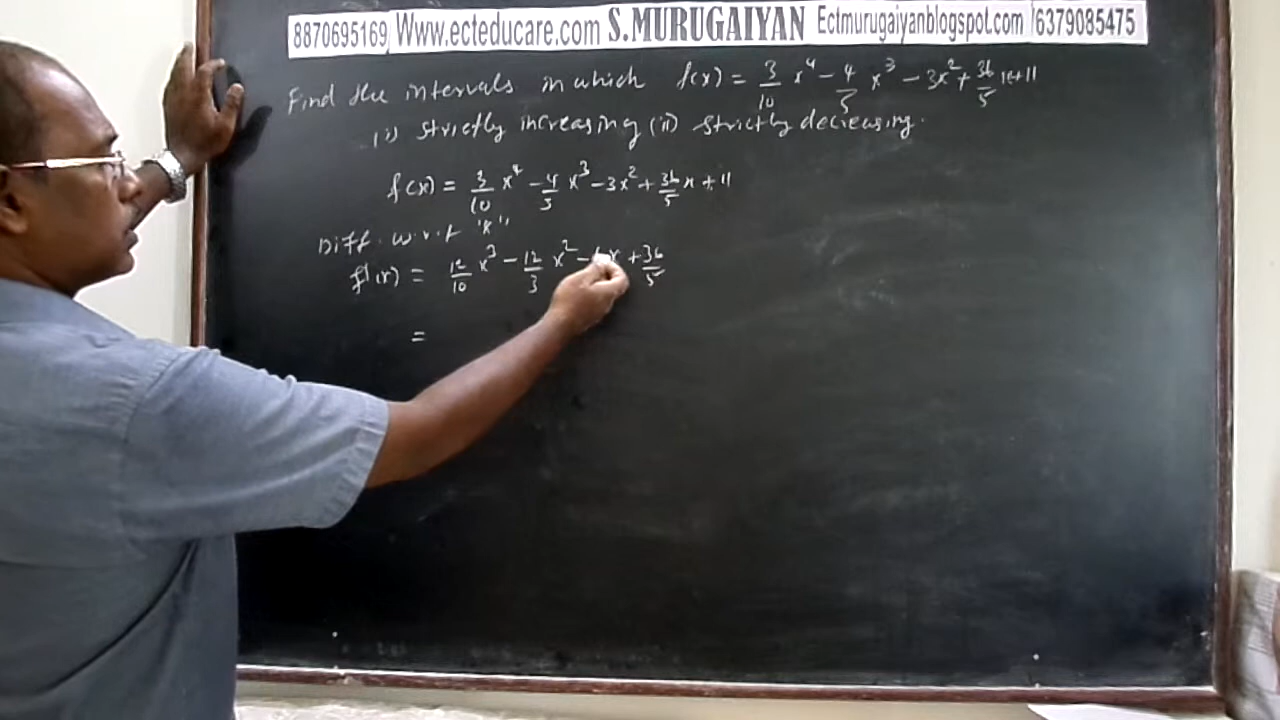 8870695169 Www.ecteducare.com S.MURUGAIYAN Ectmurugaiyanblogspot.com /6379085475
Find the intervals in which f(x) = 3/10 x⁴ - 4/5 x³ - 3x² + 36/5 x + 11
(i) strictly increasing (ii) strictly decreasing.
f(x) = 3/10 x⁴ - 4/5 x³ - 3x² + 36/5 x + 11
Diff. w.r.t 'x',
f'(x) = 12/10 x³ - 12/5 x² - 6x + 36/5
=